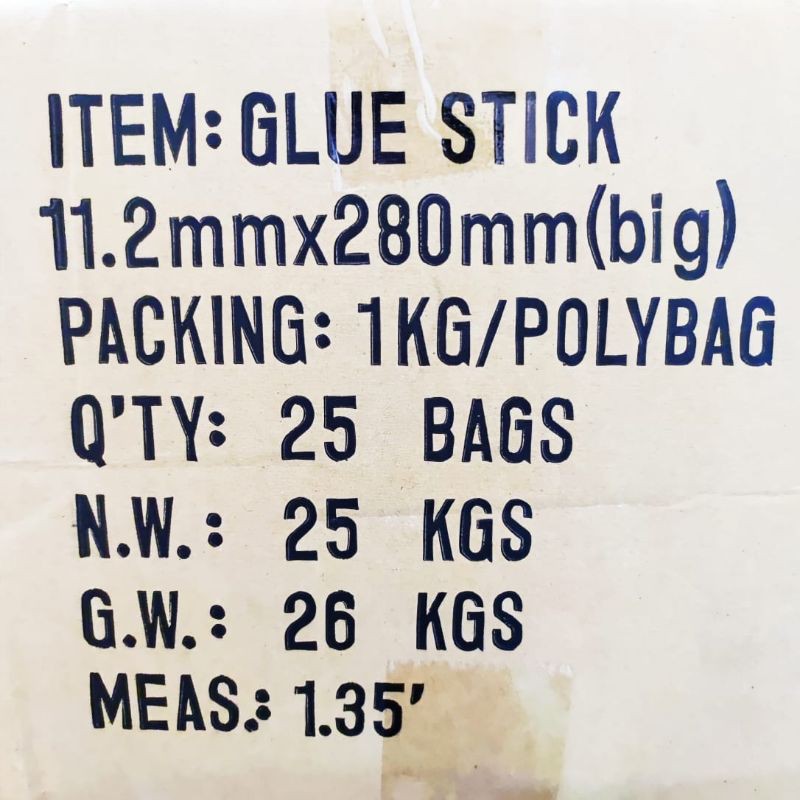 ITEM: GLUE STICK
11.2mmx280mm(big)
PACKING: 1KG/POLYBAG
Q'TY: 25 BAGS
N.W.: 25 KGS
G.W.: 26 KGS
MEAS.: 1.35'